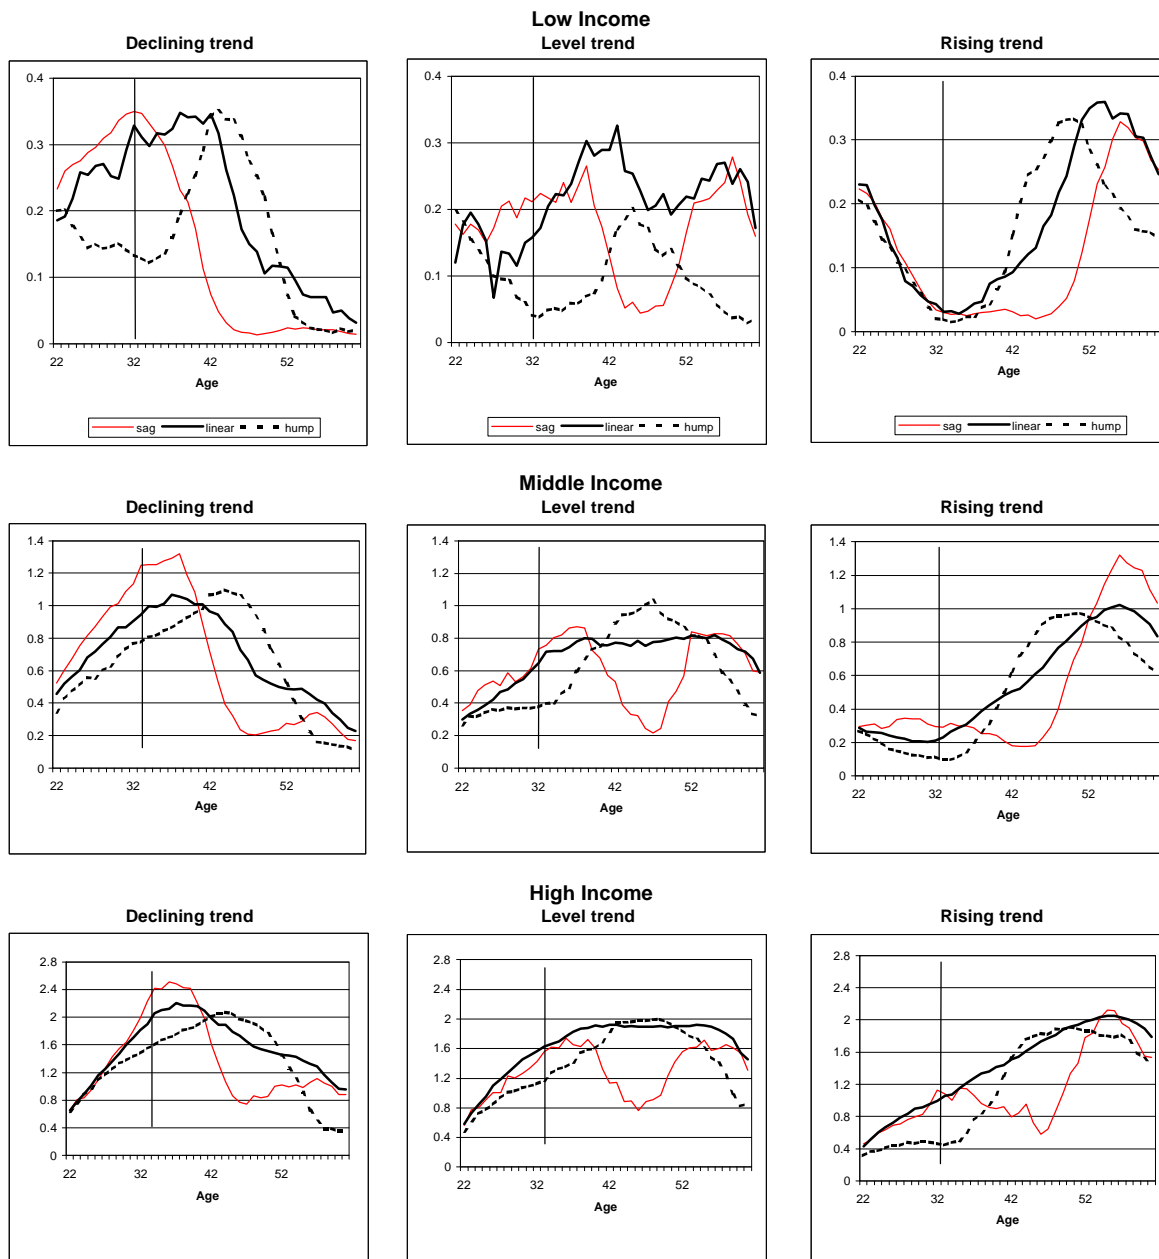 Low Income
Declining trend Level trend Rising trend
0.4 0.4 0.4
0.3 0.3 0.3
0.2 0.2 0.2
0.1 0.1 0.1
0 0 0
22 32 42 52 22 32 42 52 22 32 42 52
Age Age Age
sag linear hump sag linear hump sag linear hump
Middle Income
Declining trend Level trend Rising trend
1.4 1.4 1.4
1.2 1.2 1.2
1 1 1
0.8 0.8 0.8
0.6 0.6 0.6
0.4 0.4 0.4
0.2 0.2 0.2
0 0 0
22 32 42 52 22 32 42 52 22 32 42 52
Age Age Age
High Income
Declining trend Level trend Rising trend
2.8 2.8 2.8
2.4 2.4 2.4
2 2 2
1.6 1.6 1.6
1.2 1.2 1.2
0.8 0.8 0.8
0.4 0.4 0.4
0 0 0
22 32 42 52 22 32 42 52 22 32 42 52
Age Age Age